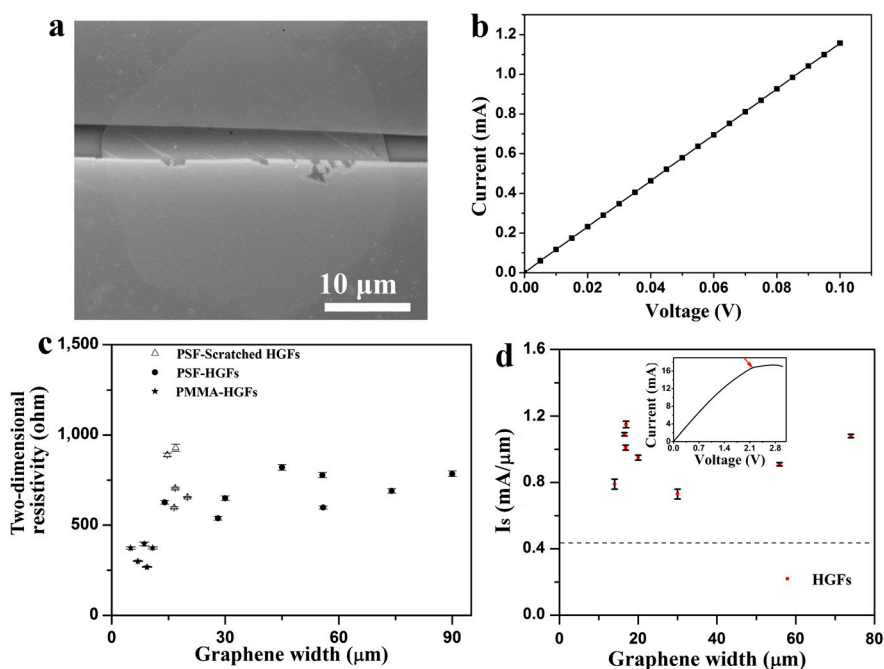 a
10 µm
b
1.2
1.0
0.8
0.6
0.4
0.2
0.0
Current (mA)
0.00 0.02 0.04 0.06 0.08 0.10
Voltage (V)
c
1,500
1,000
500
0
Two-dimensional
resistivity (ohm)
PSF-Scratched HGFs
PSF-HGFs
PMMA-HGFs
0 30 60 90
Graphene width (µm)
d
1.6
1.2
0.8
0.4
0.0
Is (mA/µm)
16
12
8
4
0
Current (mA)
0.0 0.7 1.4 2.1 2.8
Voltage (V)
HGFs
0 20 40 60 80
Graphene width (µm)